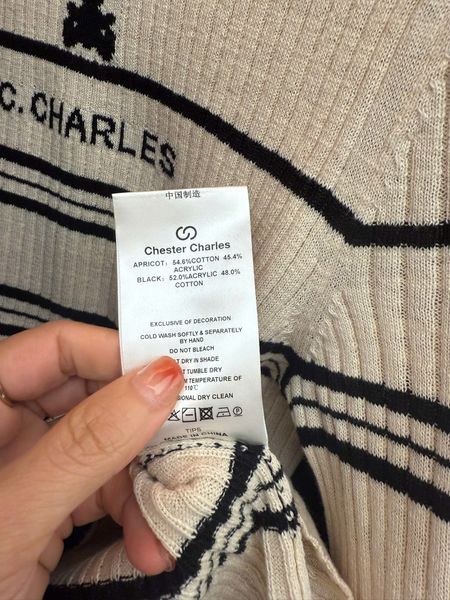 C.CHARLES
中国制造
Chester Charles
APRICOT: 54.6%COTTON 45.4%
ACRYLIC
BLACK: 52.0%ACRYLIC 48.0%
COTTON
EXCLUSIVE OF DECORATION
COLD WASH SOFTLY & SEPARATELY
BY HAND
DO NOT BLEACH
DRY IN SHADE
TUMBLE DRY
TEMPERATURE OF
110°C
DRY CLEAN
TIPS
MADE IN CHINA